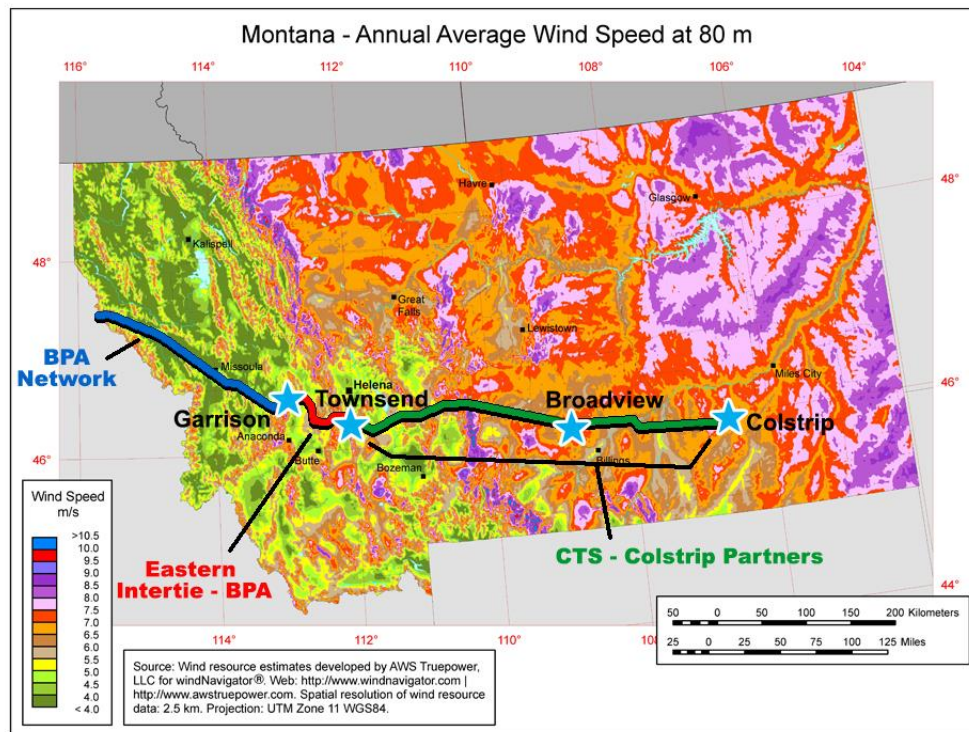 Montana - Annual Average Wind Speed at 80 m
116°
114°
112°
110°
108°
106°
104°
Havre
Glasgow
Kalispell
48°
48°
Great
Falls
Lewistown
BPA
Network
Missoula
Helena
Miles City
46°
Townsend
Broadview
Garrison
Colstrip
Anaconda
Butte
Billings
46°
Bozeman
Wind Speed
m/s
>10.5
10.0
9.5
9.0
8.5
8.0
7.5
7.0
6.5
6.0
5.5
5.0
4.5
4.0
< 4.0
Eastern
Intertie - BPA
CTS - Colstrip Partners
44°
50 0 50 100 150 200 Kilometers
25 0 25 50 75 100 125 Miles
114°
112°
110°
108
Source: Wind resource estimates developed by AWS Truepower,
LLC for windNavigator®. Web: http://www.windnavigator.com |
http://www.awstruepower.com. Spatial resolution of wind resource
data: 2.5 km. Projection: UTM Zone 11 WGS84.